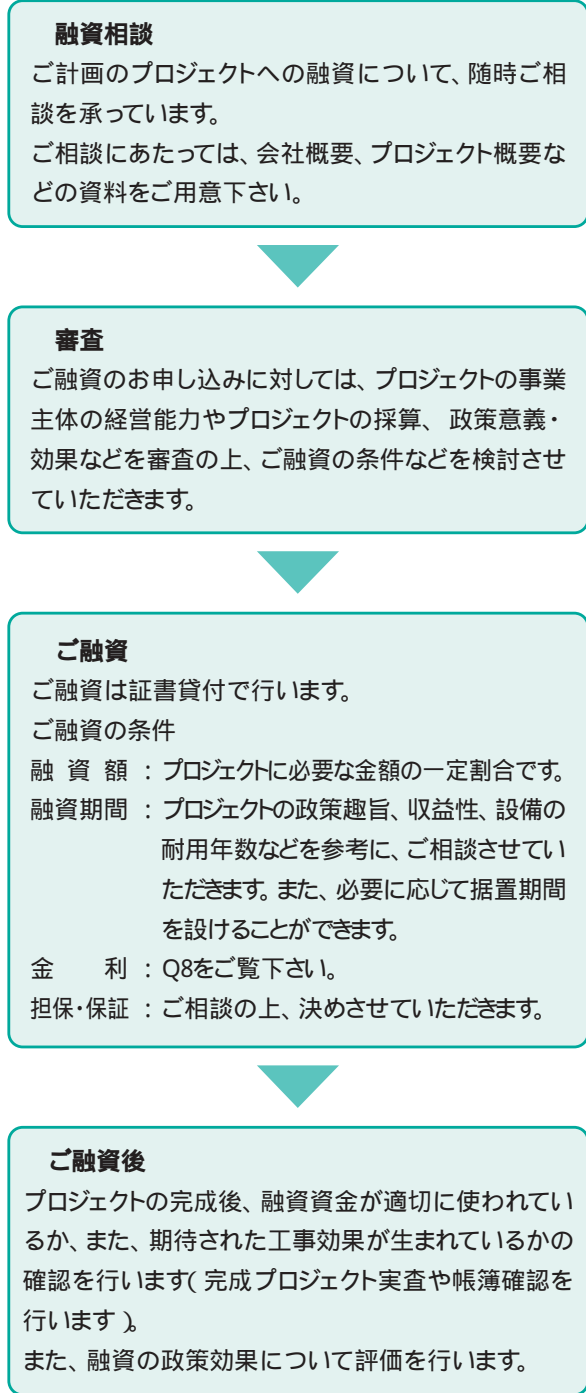 融資相談
ご計画のプロジェクトへの融資について、随時ご相
談を承っています。
ご相談にあたっては、会社概要、プロジェクト概要な
どの資料をご用意下さい。
審査
ご融資のお申し込みに対しては、プロジェクトの事業
主体の経営能力やプロジェクトの採算、政策意義・
効果などを審査の上、ご融資の条件などを検討させ
ていただきます。
ご融資
ご融資は証書貸付で行います。
ご融資の条件
融 資 額 : プロジェクトに必要な金額の一定割合です。
融資期間 : プロジェクトの政策趣旨、収益性、設備の
耐用年数などを参考に、ご相談させてい
ただきます。また、必要に応じて据置期間
を設けることができます。
金 利 : Q8をご覧下さい。
担保・保証 : ご相談の上、決めさせていただきます。
ご融資後
プロジェクトの完成後、融資資金が適切に使われてい
るか、また、期待された工事効果が生まれているかの
確認を行います(完成プロジェクト実査や帳簿確認を
行います)。
また、融資の政策効果について評価を行います。